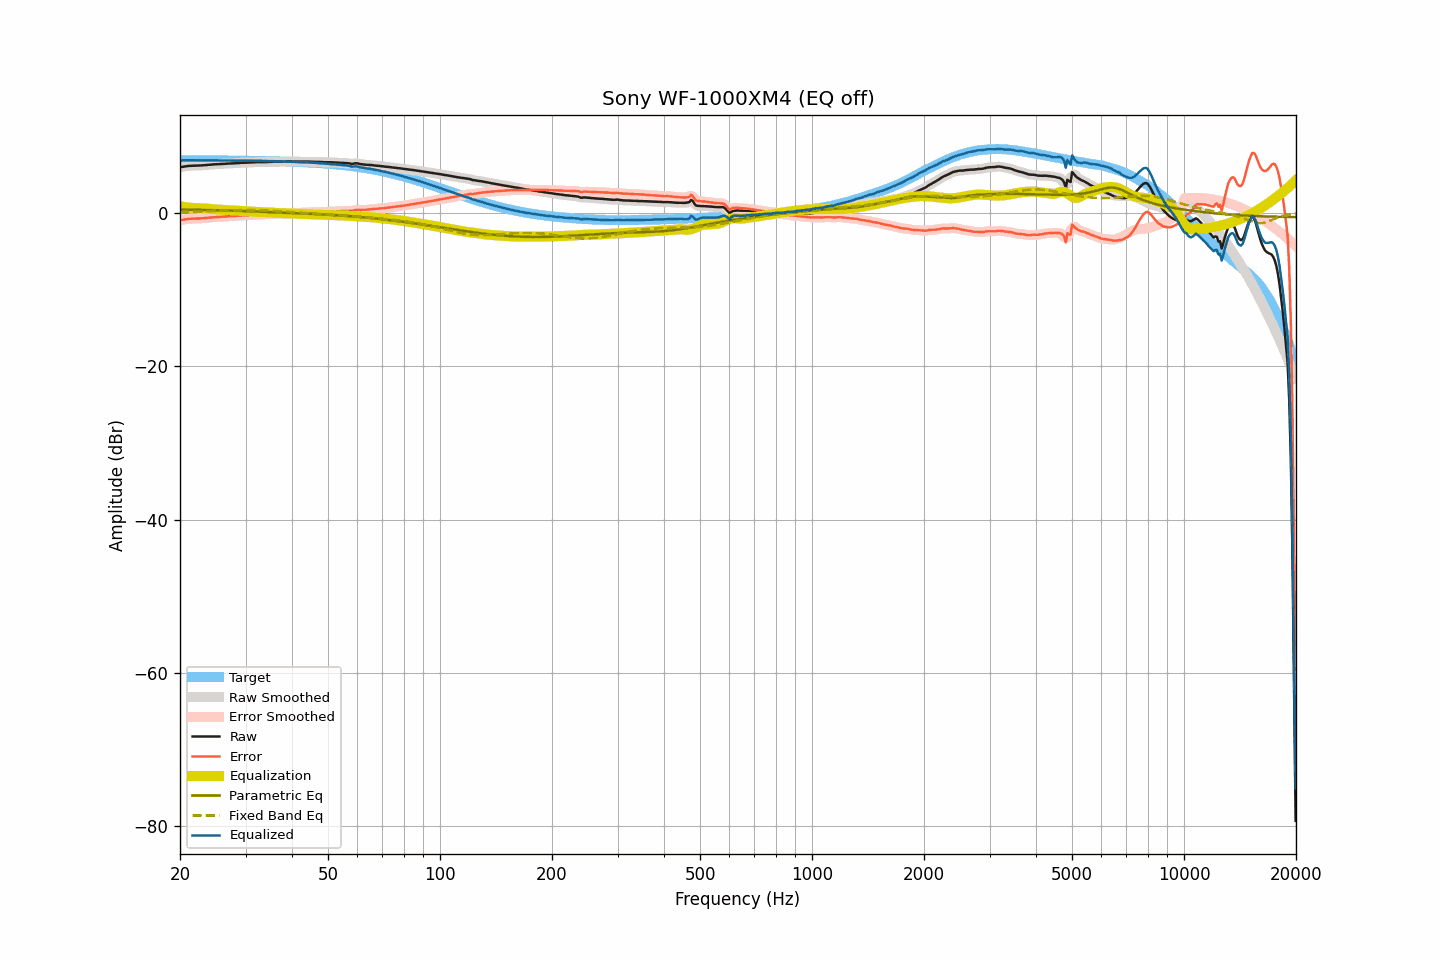 Sony WF-1000XM4 (EQ off)
Amplitude (dBr)
0
−20
−40
−60
−80
Target
Raw Smoothed
Error Smoothed
Raw
Error
Equalization
Parametric Eq
Fixed Band Eq
Equalized
20 50 100 200 500 1000 2000 5000 10000 20000
Frequency (Hz)